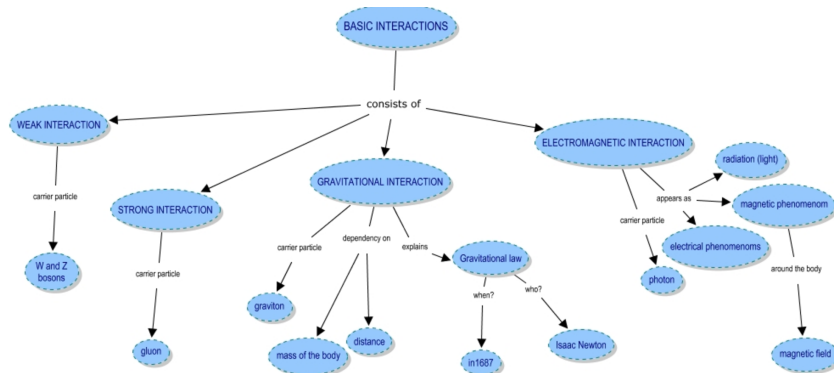 BASIC INTERACTIONS
consists of
WEAK INTERACTION
ELECTROMAGNETIC INTERACTION
radiation (light)
GRAVITATIONAL INTERACTION
carrier particle
STRONG INTERACTION
appears as
magnetic phenomenom
carrier particle
carrier particle
dependency on
explains
carrier particle
electrical phenomenoms
Gravitational law
W and Z
bosons
carrier particle
around the body
photon
when?
who?
graviton
gluon
mass of the body
distance
in1687
Isaac Newton
magnetic field